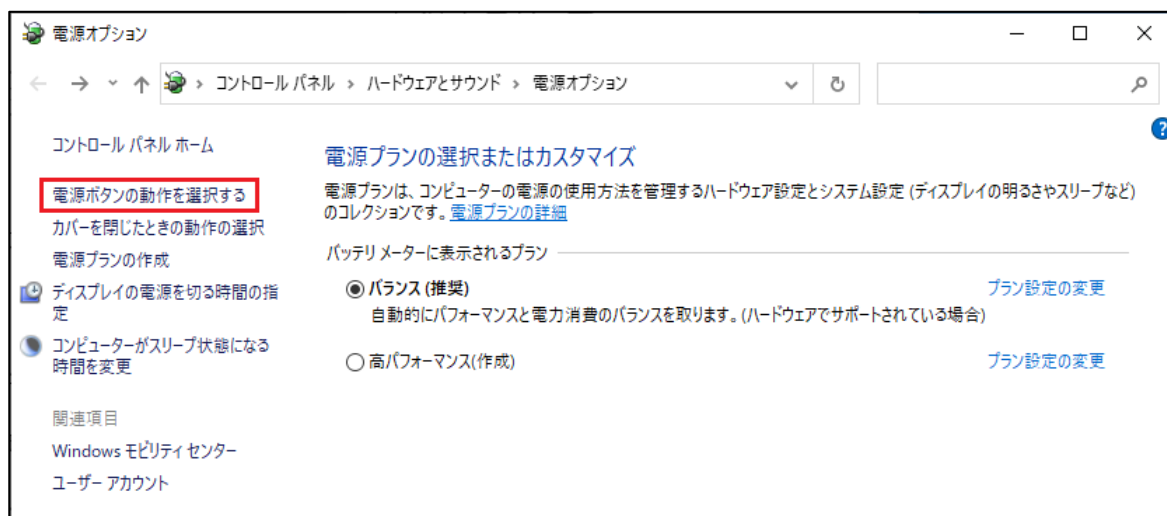 電源オプション
コントロール パネル › ハードウェアとサウンド › 電源オプション
コントロール パネル ホーム
電源ボタンの動作を選択する
カバーを閉じたときの動作の選択
電源プランの作成
ディスプレイの電源を切る時間の指
定
コンピューターがスリープ状態になる
時間を変更
関連項目
Windows モビリティ センター
ユーザー アカウント
電源プランの選択またはカスタマイズ
電源プランは、コンピューターの電源の使用方法を管理するハードウェア設定とシステム設定 (ディスプレイの明るさやスリープなど)
のコレクションです。電源プランの詳細
バッテリ メーターに表示されるプラン
バランス (推奨) プラン設定の変更
自動的にパフォーマンスと電力消費のバランスを取ります。(ハードウェアでサポートされている場合)
高パフォーマンス(作成) プラン設定の変更